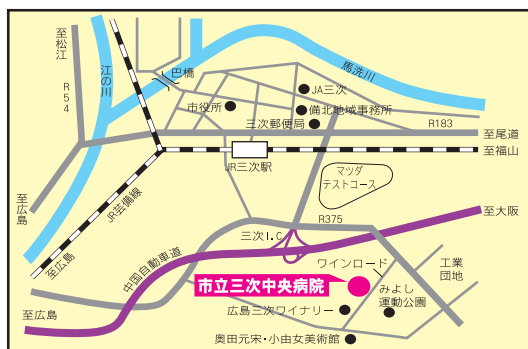 至松江
R54
江の川
巴橋
馬洗川
JA三次
市役所
備北地域事務所
三次郵便局
R183
至尾道
至福山
JR三次駅
マツダ
テストコース
至広島
JR芸備線
至広島
R375
至大阪
三次I.C
中国自動車道
ワインロード
工業
団地
市立三次中央病院
みよし
運動公園
至広島
広島三次ワイナリー
奥田元宋・小由女美術館